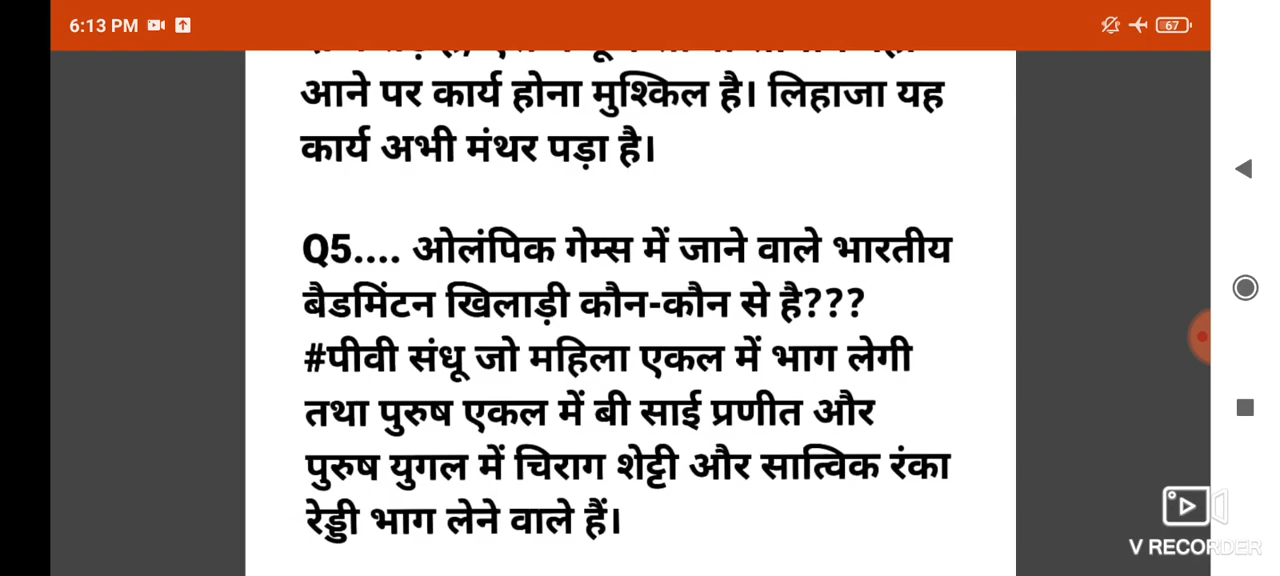 6:13 PM
67
आने पर कार्य होना मुश्किल है। लिहाजा यह
कार्य अभी मंथर पड़ा है।
Q5.... ओलंपिक गेम्स में जाने वाले भारतीय
बैडमिंटन खिलाड़ी कौन-कौन से है???
#पीवी संधू जो महिला एकल में भाग लेगी
तथा पुरुष एकल में बी साई प्रणीत और
पुरुष युगल में चिराग शेट्टी और सात्विक रंका
रेड्डी भाग लेने वाले हैं।
V RECORDER